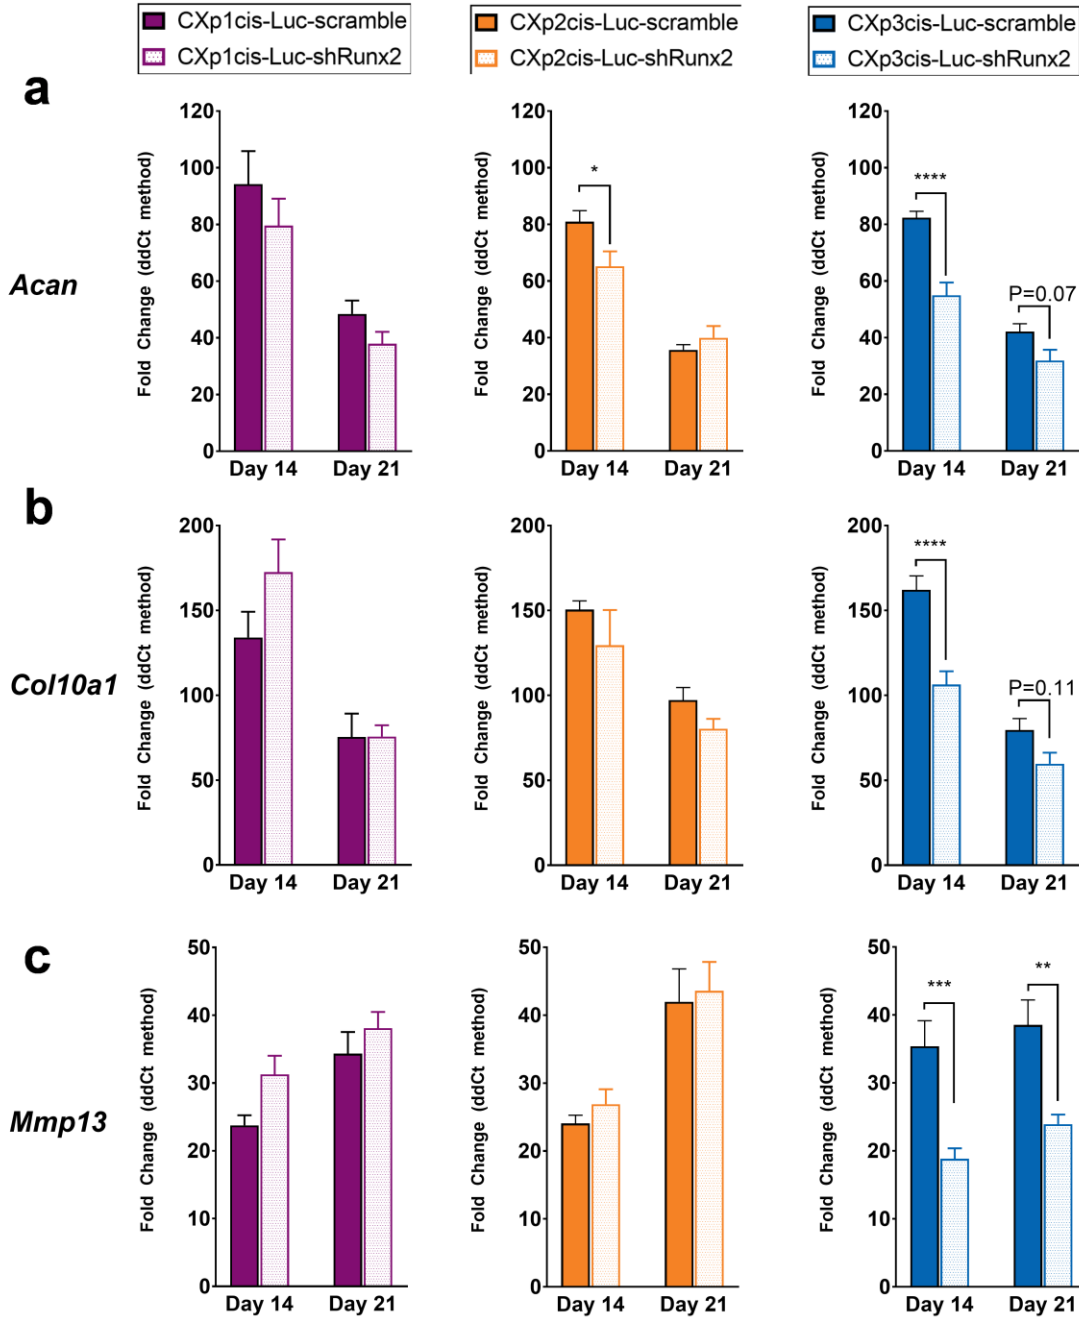 CXp1cis-Luc-scramble
CXp1cis-Luc-shRunx2
CXp2cis-Luc-scramble
CXp2cis-Luc-shRunx2
CXp3cis-Luc-scramble
CXp3cis-Luc-shRunx2
a
Acan
Fold Change (ddCt method)
120
100
80
60
40
20
0
Day 14 Day 21
Fold Change (ddCt method)
120
100
80
60
40
20
0
*
Day 14 Day 21
Fold Change (ddCt method)
120
100
80
60
40
20
0
****
P=0.07
Day 14 Day 21
b
Col10a1
Fold Change (ddCt method)
200
150
100
50
0
Day 14 Day 21
Fold Change (ddCt method)
200
150
100
50
0
Day 14 Day 21
Fold Change (ddCt method)
200
150
100
50
0
****
P=0.11
Day 14 Day 21
c
Mmp13
Fold Change (ddCt method)
50
40
30
20
10
0
Day 14 Day 21
Fold Change (ddCt method)
50
40
30
20
10
0
Day 14 Day 21
Fold Change (ddCt method)
50
40
30
20
10
0
***
**
Day 14 Day 21